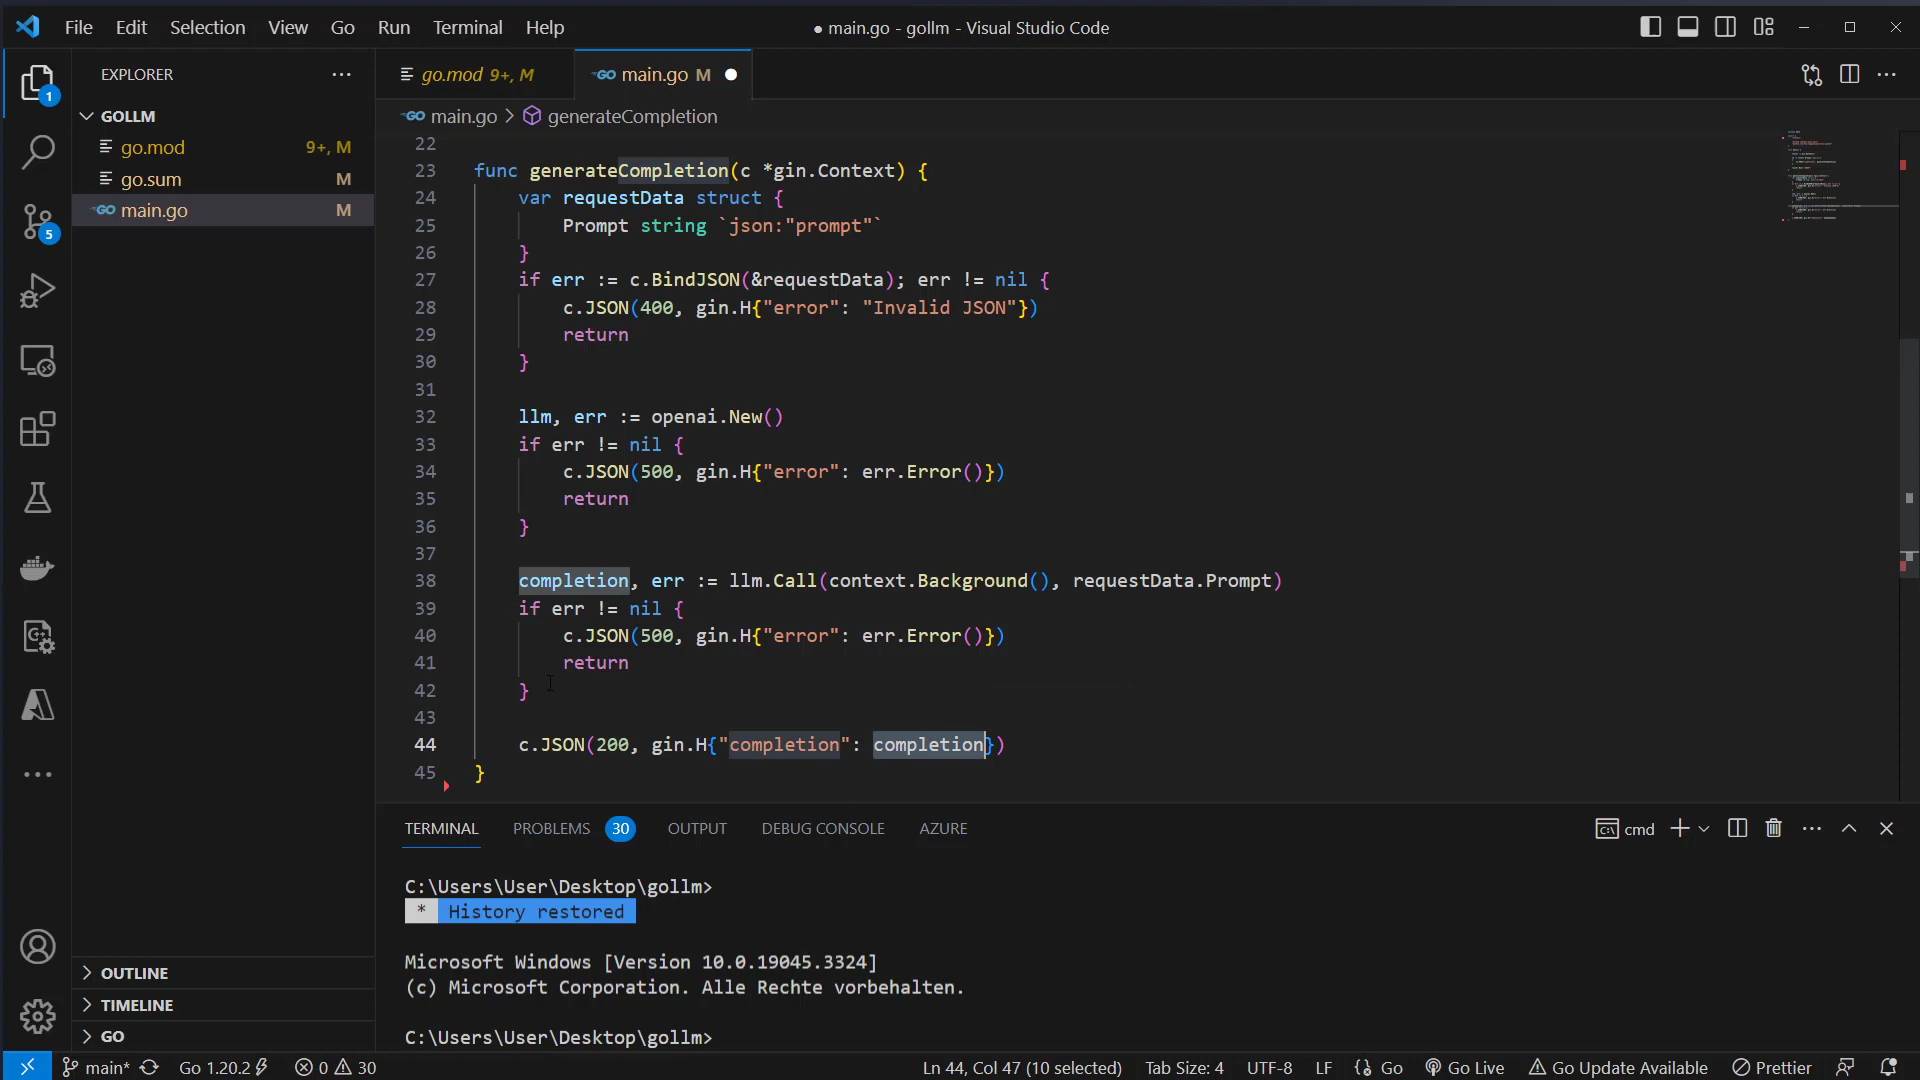 File Edit Selection View Go Run Terminal Help
● main.go - gollm - Visual Studio Code
EXPLORER
GOLLM
go.mod 9+, M
go.sum M
main.go M
OUTLINE
TIMELINE
GO
1
5
go.mod 9+, M
main.go M
main.go > generateCompletion
22
23 func generateCompletion(c *gin.Context) {
24 var requestData struct {
25 Prompt string `json:"prompt"`
26 }
27 if err := c.BindJSON(&requestData); err != nil {
28 c.JSON(400, gin.H{"error": "Invalid JSON"})
29 return
30 }
31
32 llm, err := openai.New()
33 if err != nil {
34 c.JSON(500, gin.H{"error": err.Error()})
35 return
36 }
37
38 completion, err := llm.Call(context.Background(), requestData.Prompt)
39 if err != nil {
40 c.JSON(500, gin.H{"error": err.Error()})
41 return
42 }
43
44 c.JSON(200, gin.H{"completion": completion})
45 }
TERMINAL PROBLEMS 30 OUTPUT DEBUG CONSOLE AZURE
cmd
C:\Users\User\Desktop\gollm>
* History restored
Microsoft Windows [Version 10.0.19045.3324]
(c) Microsoft Corporation. Alle Rechte vorbehalten.
C:\Users\User\Desktop\gollm>
main* Go 1.20.2 0 30 Ln 44, Col 47 (10 selected) Tab Size: 4 UTF-8 LF Go Go Live Go Update Available Prettier